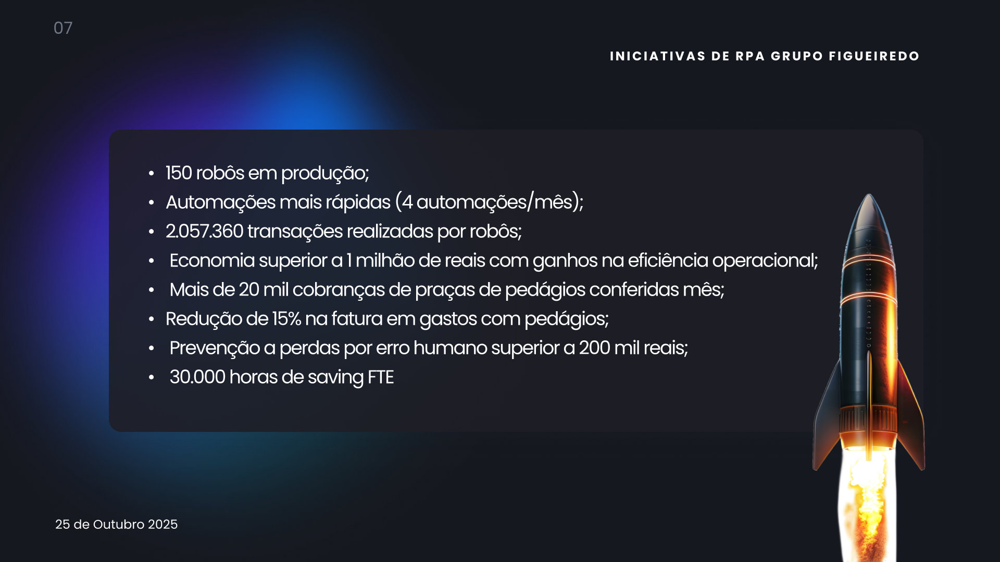 07
INICIATIVAS DE RPA GRUPO FIGUEIREDO
• 150 robôs em produção;
• Automações mais rápidas (4 automações/mês);
• 2.057.360 transações realizadas por robôs;
• Economia superior a 1 milhão de reais com ganhos na eficiência operacional;
• Mais de 20 mil cobranças de praças de pedágios conferidas mês;
• Redução de 15% na fatura em gastos com pedágios;
• Prevenção a perdas por erro humano superior a 200 mil reais;
• 30.000 horas de saving FTE
25 de Outubro 2025